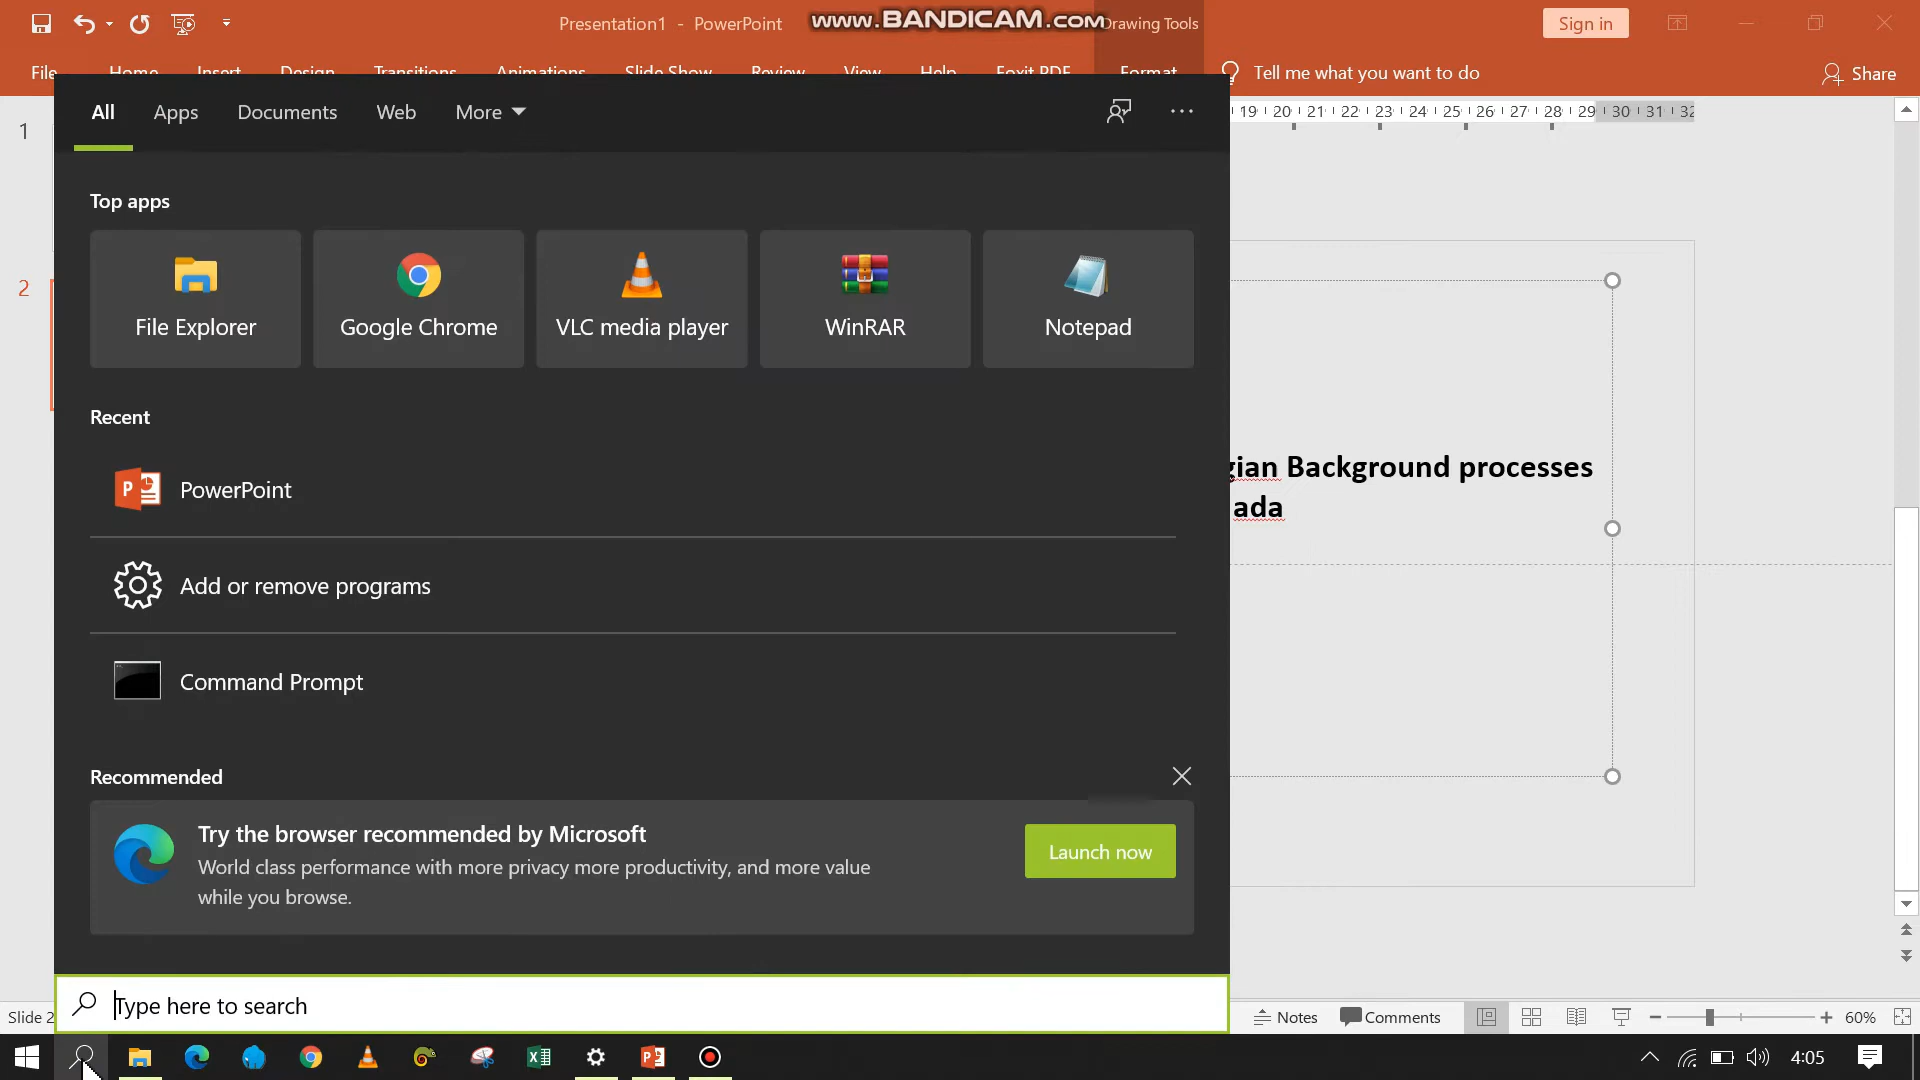 Presentation1 - PowerPoint
www.BANDICAM.com
Drawing Tools
Sign in
File
Home
Insert
Design
Transitions
Animations
Slide Show
Review
View
Help
Foxit PDF
Format
Tell me what you want to do
Share
All
Apps
Documents
Web
More
19 20 21 22 23 24 25 26 27 28 29 30 31 32
1
2
Top apps
File Explorer
Google Chrome
VLC media player
WinRAR
Notepad
Recent
PowerPoint
Add or remove programs
Command Prompt
gian Background processes
ada
Recommended
Try the browser recommended by Microsoft
World class performance with more privacy more productivity, and more value
while you browse.
Launch now
Type here to search
Slide 2
Notes
Comments
60%
4:05